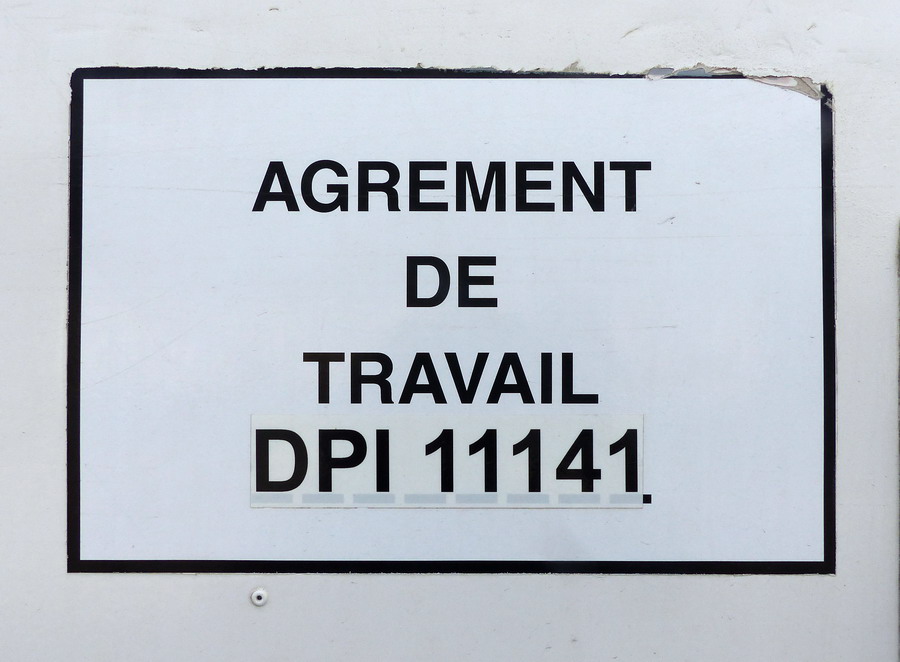 AGREMENT
DE
TRAVAIL
DPI 11141.